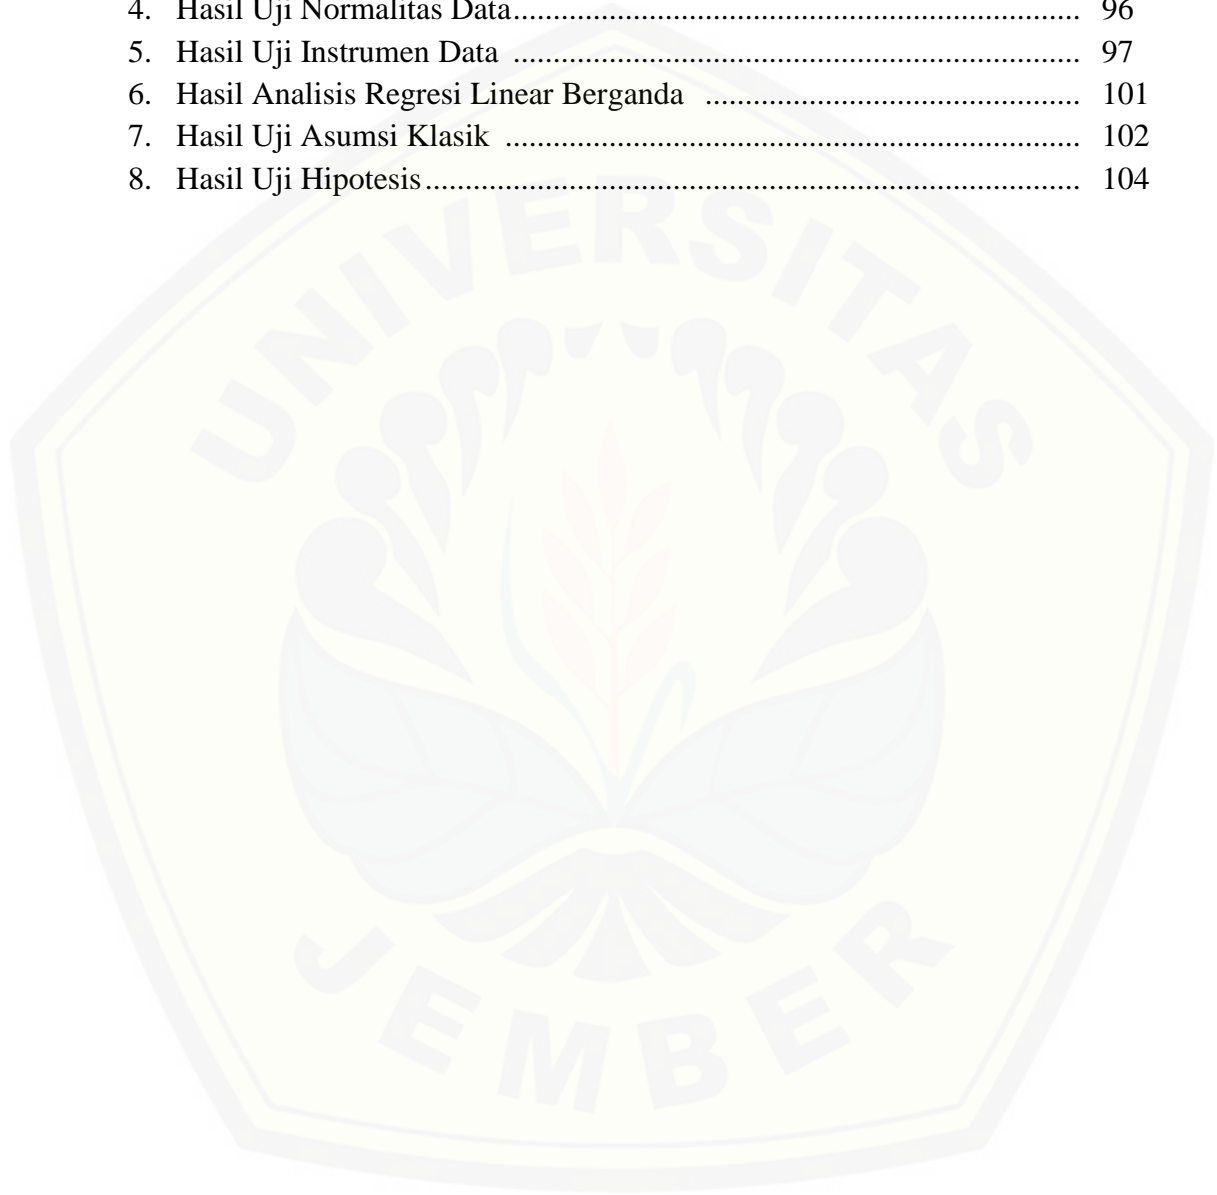 4. Hasil Uji Normalitas Data....................................................................... 96
5. Hasil Uji Instrumen Data ....................................................................... 97
6. Hasil Analisis Regresi Linear Berganda ............................................... 101
7. Hasil Uji Asumsi Klasik ........................................................................ 102
8. Hasil Uji Hipotesis.................................................................................. 104
UNIVERSITAS
JEMBER